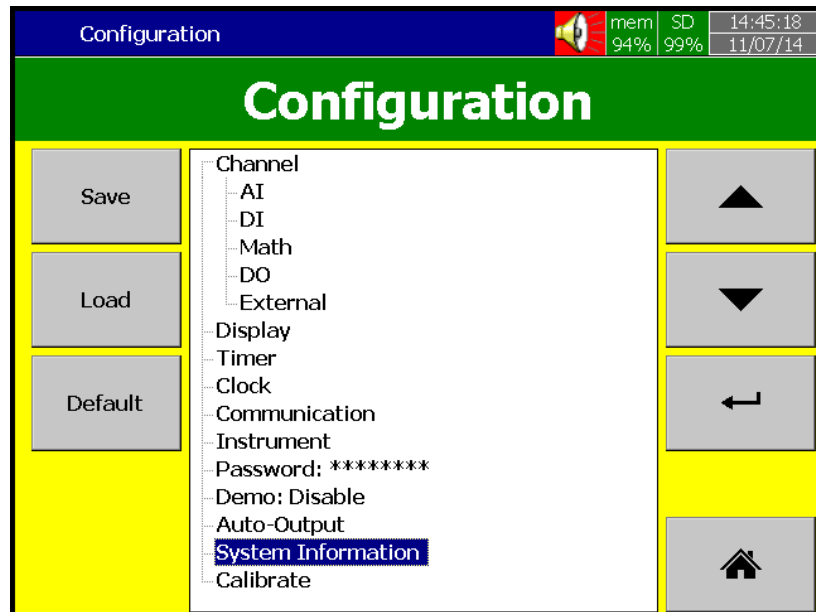 Configuration
mem SD 14:45:18
94% 99% 11/07/14
Configuration
Save
Load
Default
Channel
AI
DI
Math
DO
External
Display
Timer
Clock
Communication
Instrument
Password: ********
Demo: Disable
Auto-Output
System Information
Calibrate